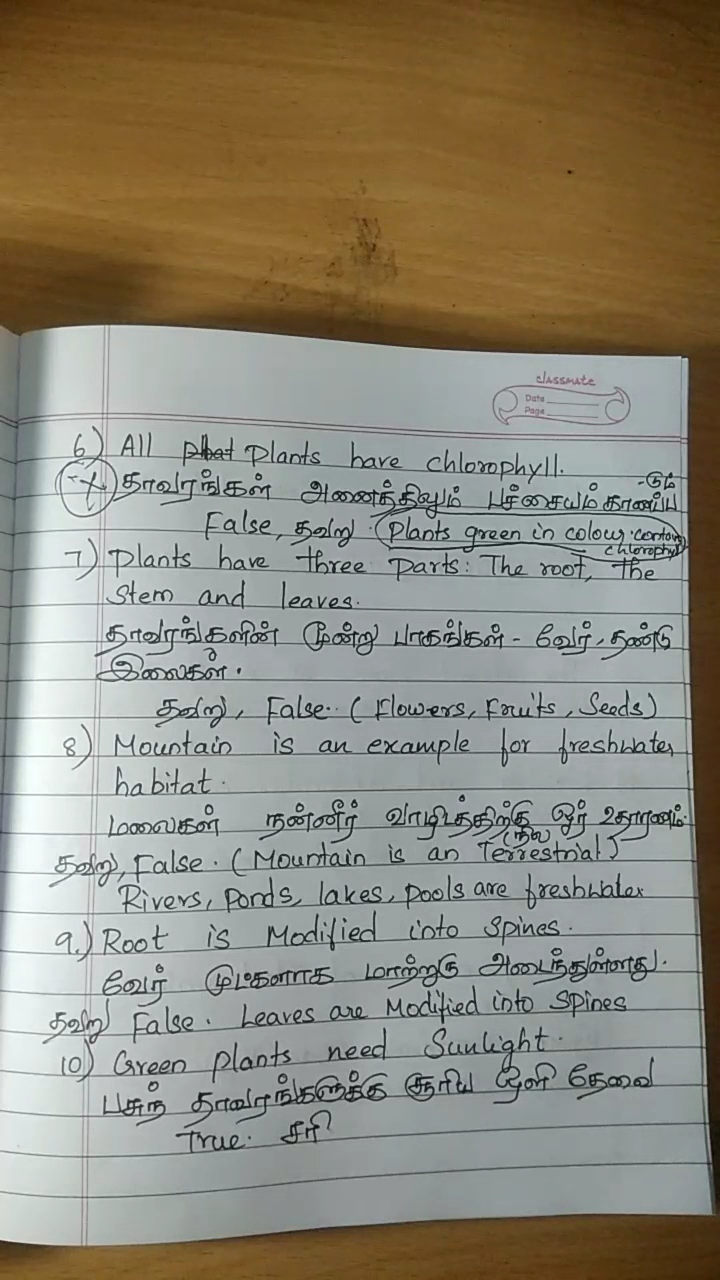 classmate
Date
Page
6) All plants have chlorophyll.
தாவரங்கள் அனைத்திலும் பச்சையம் காணப்ப
-டும்
False, தவறு. (Plants green in colour contain
chlorophyll
7) Plants have three parts: The root, the
stem and leaves.
தாவரங்களின் மூன்று பாகங்கள் - வேர், தண்டு
இலைகள்.
தவறு, False.. (Flowers, Fruits, Seeds)
8) Mountain is an example for freshwater
habitat.
மலைகள் நன்னீர் வாழிடத்திற்கு ஓர் உதாரணம்.
(நில
தவறு, False. (Mountain is an Terrestrial)
Rivers, ponds, lakes, pools are freshwater
9.) Root is Modified into spines.
வேர் முட்களாக மாற்றுரு அடைந்துள்ளது.
தவறு False. Leaves are Modified into Spines
10) Green plants need Sunlight.
பசுந் தாவரங்களுக்கு சூரிய ஒளி தேவை
True. சரி